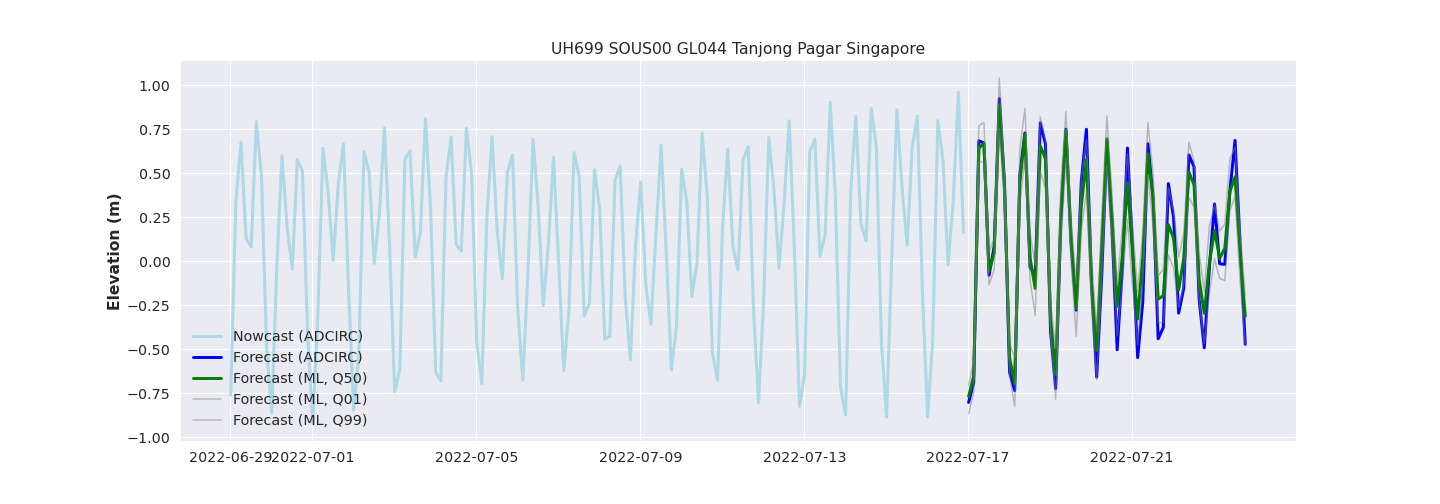 UH699 SOUS00 GL044 Tanjong Pagar Singapore
Elevation (m)
1.00
0.75
0.50
0.25
0.00
−0.25
−0.50
−0.75
−1.00
Nowcast (ADCIRC)
Forecast (ADCIRC)
Forecast (ML, Q50)
Forecast (ML, Q01)
Forecast (ML, Q99)
2022-06-29 2022-07-01 2022-07-05 2022-07-09 2022-07-13 2022-07-17 2022-07-21